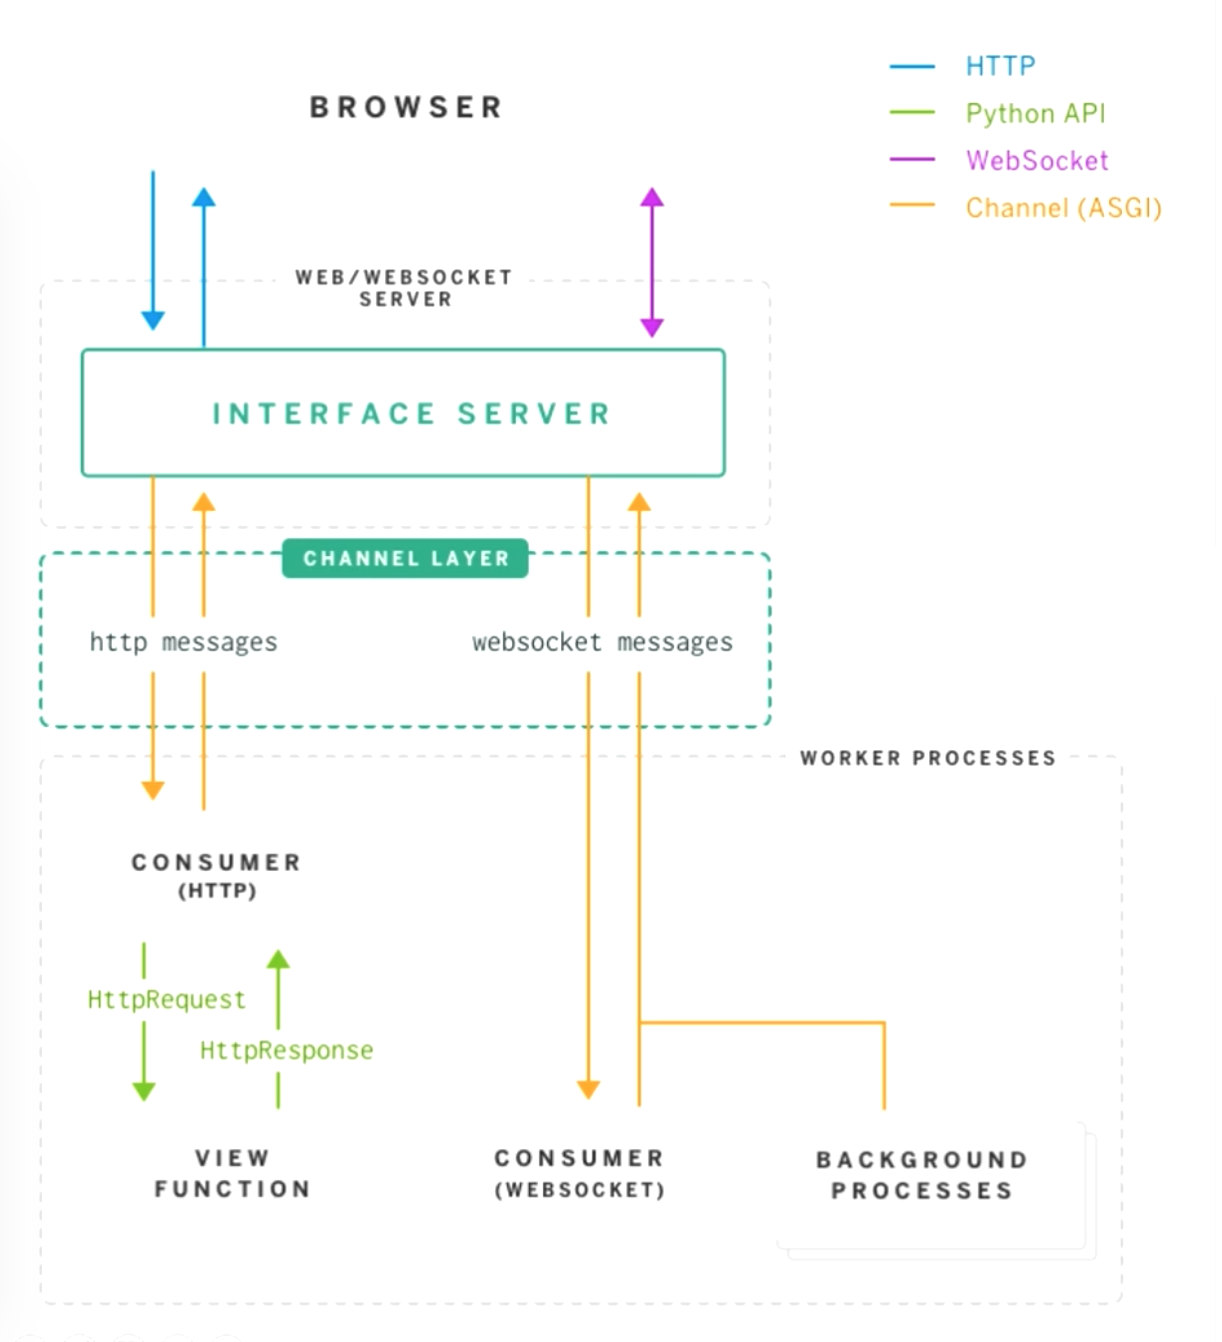 HTTP
Python API
WebSocket
Channel (ASGI)
BROWSER
WEB/WEBSOCKET
SERVER
INTERFACE SERVER
CHANNEL LAYER
http messages
websocket messages
WORKER PROCESSES
CONSUMER
(HTTP)
HttpRequest
HttpResponse
VIEW
FUNCTION
CONSUMER
(WEBSOCKET)
BACKGROUND
PROCESSES